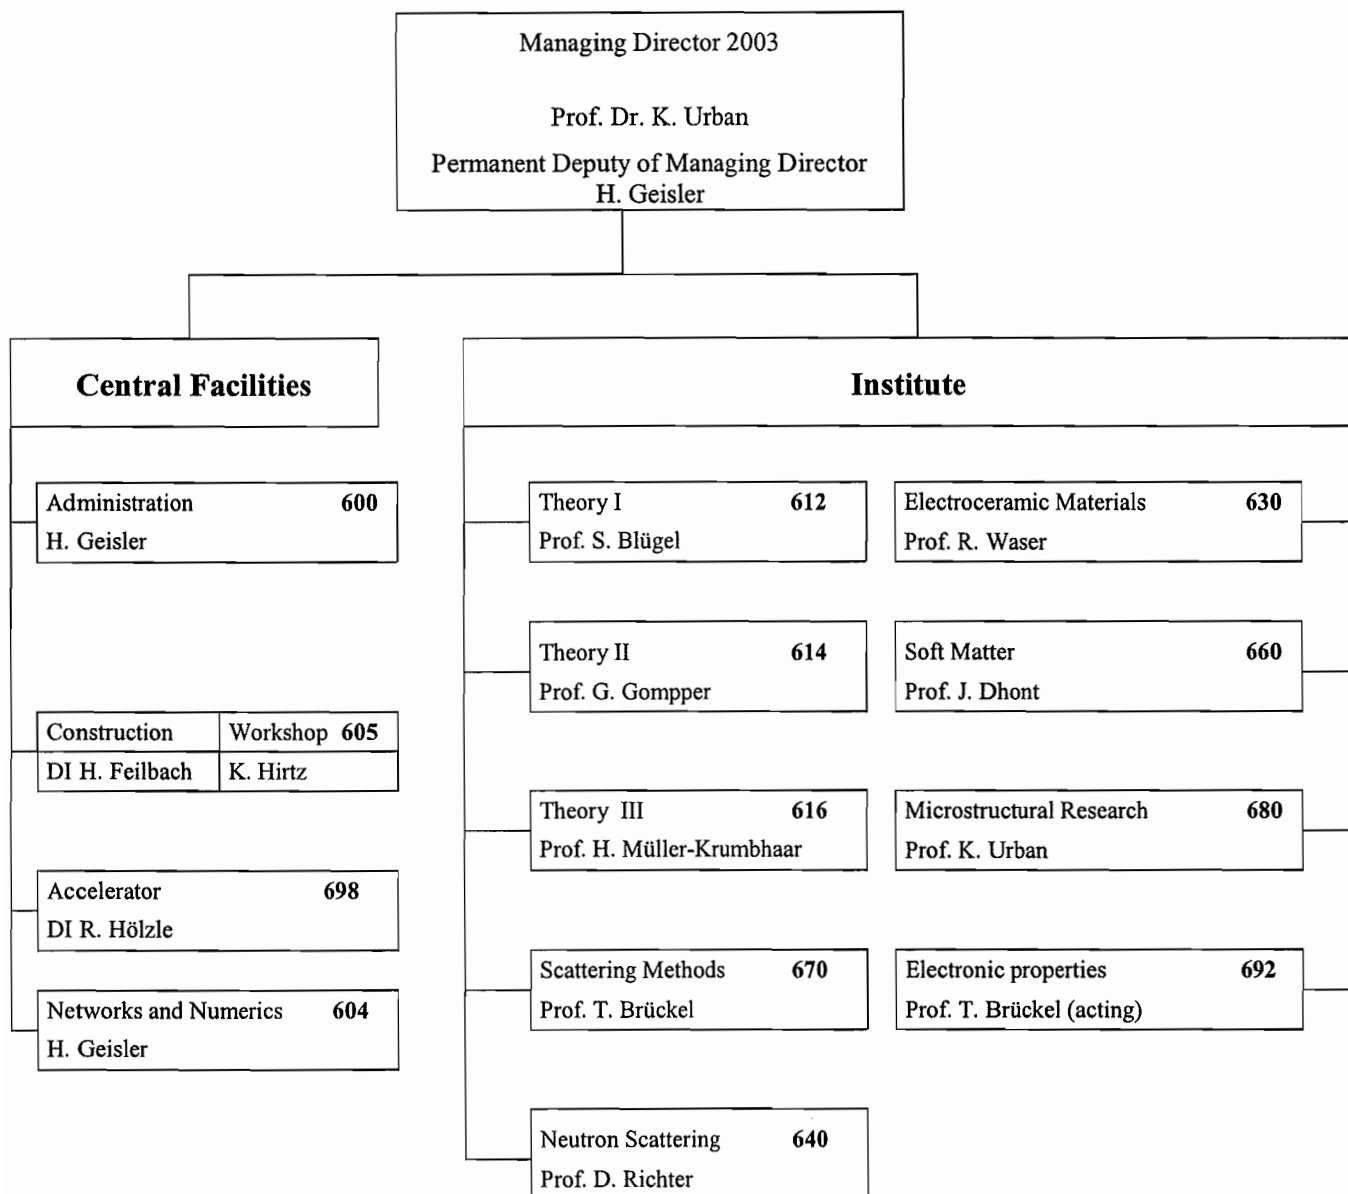 Managing Director 2003
Prof. Dr. K. Urban
Permanent Deputy of Managing Director
H. Geisler
Central Facilities
Administration 600
H. Geisler
Construction Workshop 605
DI H. Feilbach K. Hirtz
Accelerator 698
DI R. Hölzle
Networks and Numerics 604
H. Geisler
Institute
Theory I 612
Prof. S. Blügel
Theory II 614
Prof. G. Gompper
Theory III 616
Prof. H. Müller-Krumbhaar
Scattering Methods 670
Prof. T. Brückel
Neutron Scattering 640
Prof. D. Richter
Electroceramic Materials 630
Prof. R. Waser
Soft Matter 660
Prof. J. Dhont
Microstructural Research 680
Prof. K. Urban
Electronic properties 692
Prof. T. Brückel (acting)